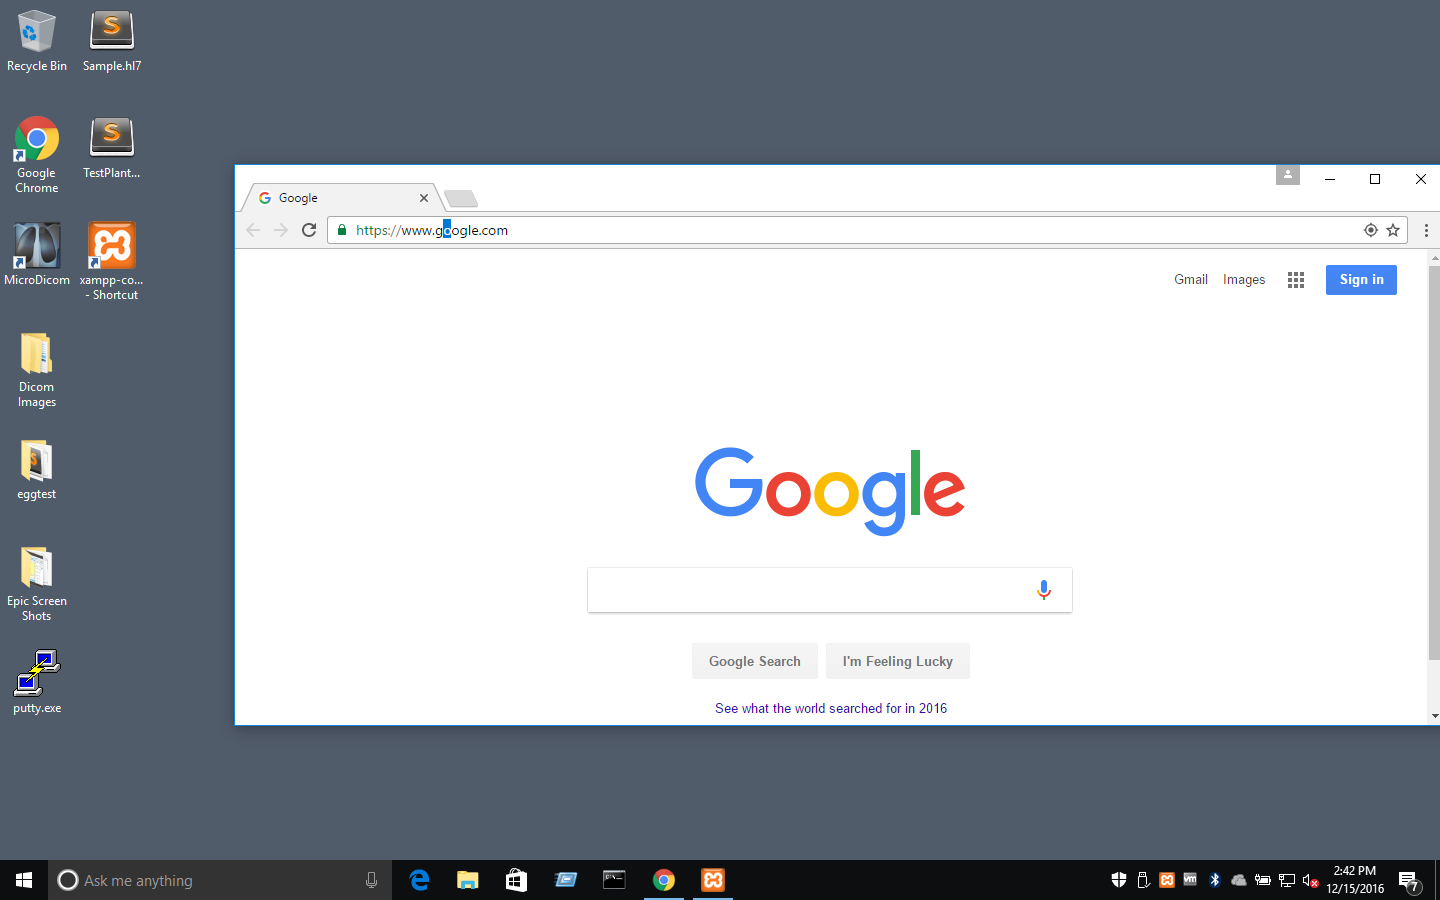 Recycle Bin
Sample.hl7
Google
Chrome
TestPlant...
MicroDicom
xampp-co...
- Shortcut
Dicom
Images
eggtest
Epic Screen
Shots
putty.exe
Google
https://www.google.com
Gmail
Images
Sign in
Google
Google Search
I'm Feeling Lucky
See what the world searched for in 2016
Ask me anything
vm
2:42 PM
12/15/2016
7